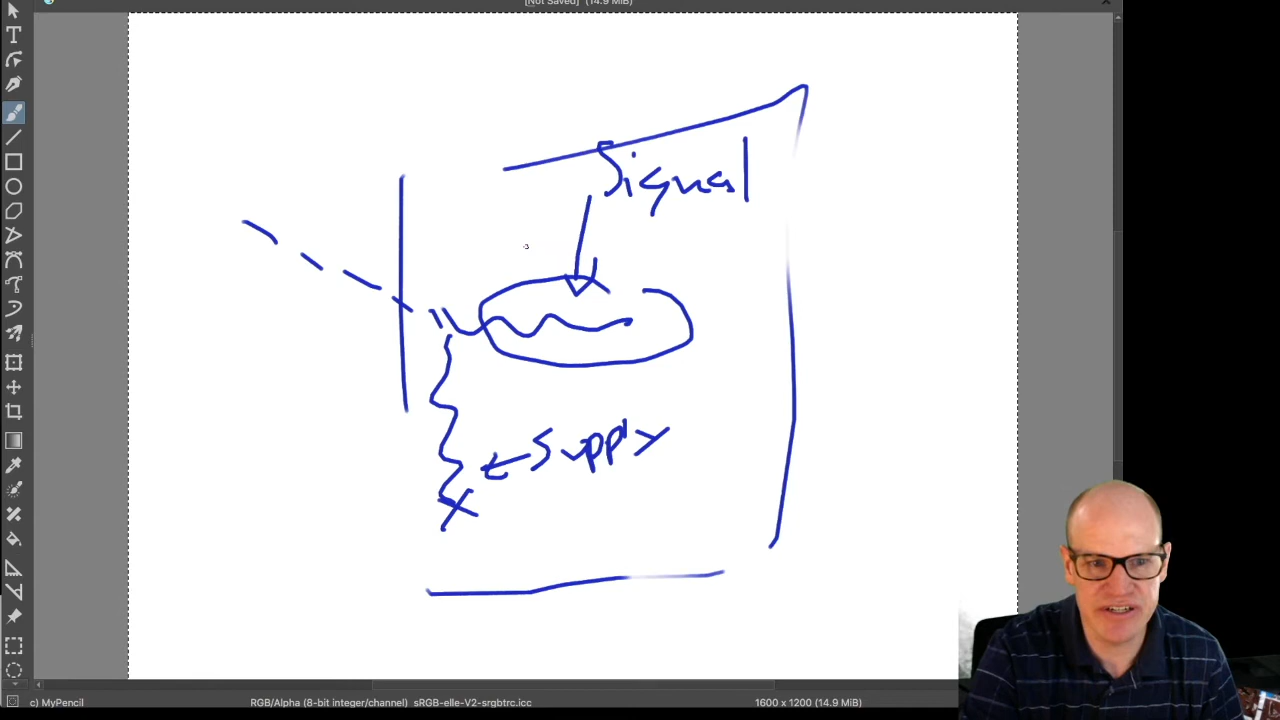 [Not Saved] (14.9 MiB)
Signal
Supply
c) MyPencil
RGB/Alpha (8-bit integer/channel) sRGB-elle-V2-srgbtrc.icc
1600 x 1200 (14.9 MiB)